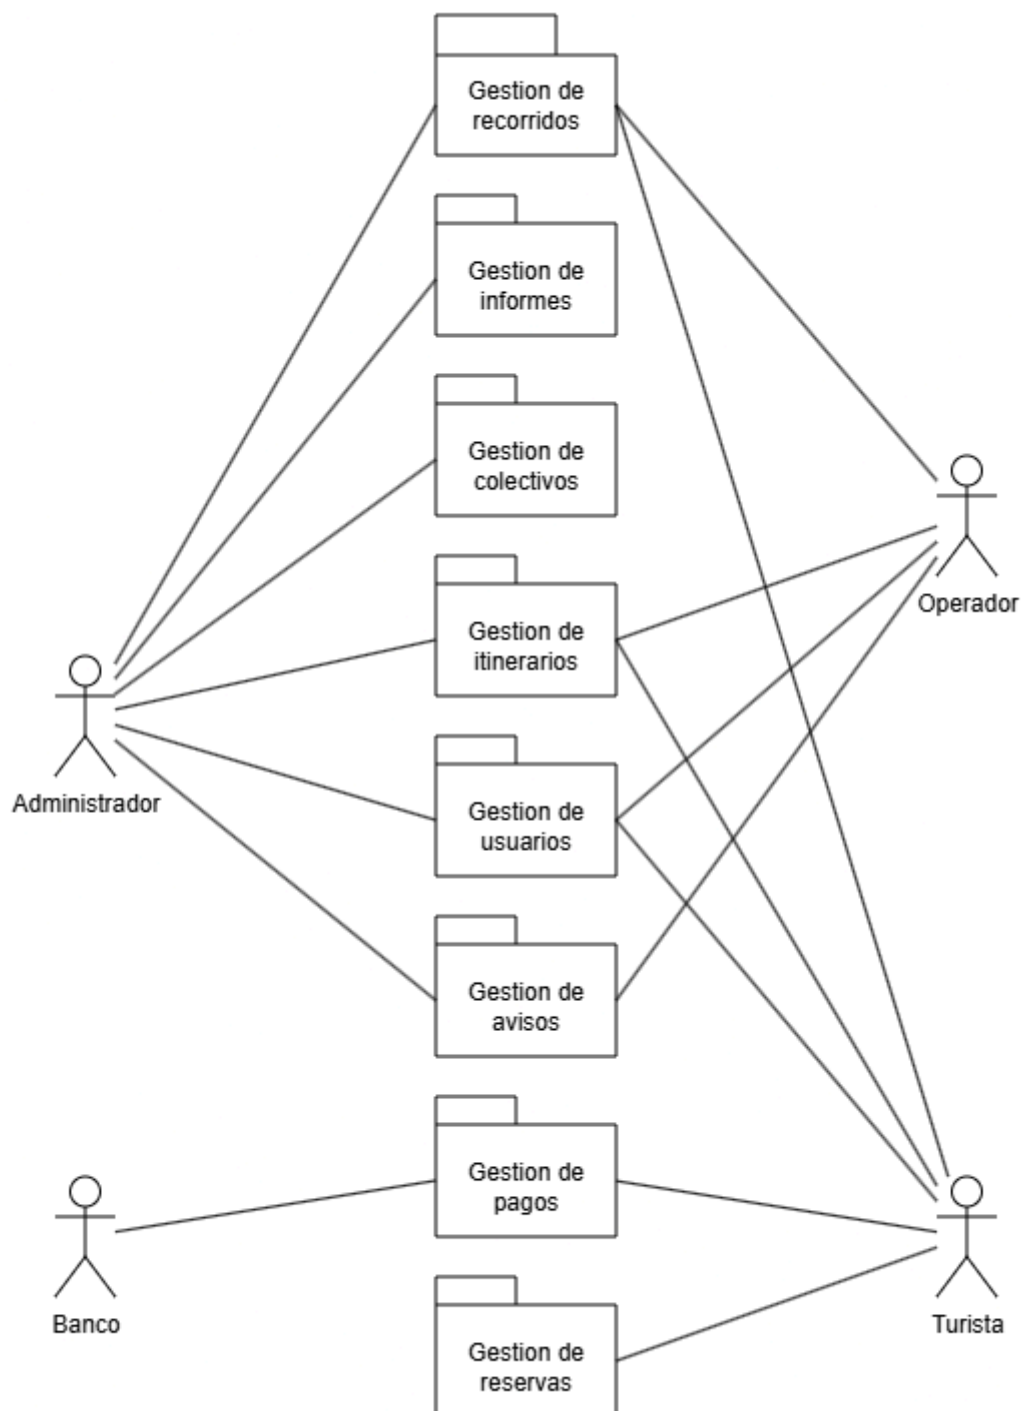 Gestion de
recorridos
Gestion de
informes
Gestion de
colectivos
Operador
Gestion de
itinerarios
Administrador
Gestion de
usuarios
Gestion de
avisos
Gestion de
pagos
Banco
Turista
Gestion de
reservas